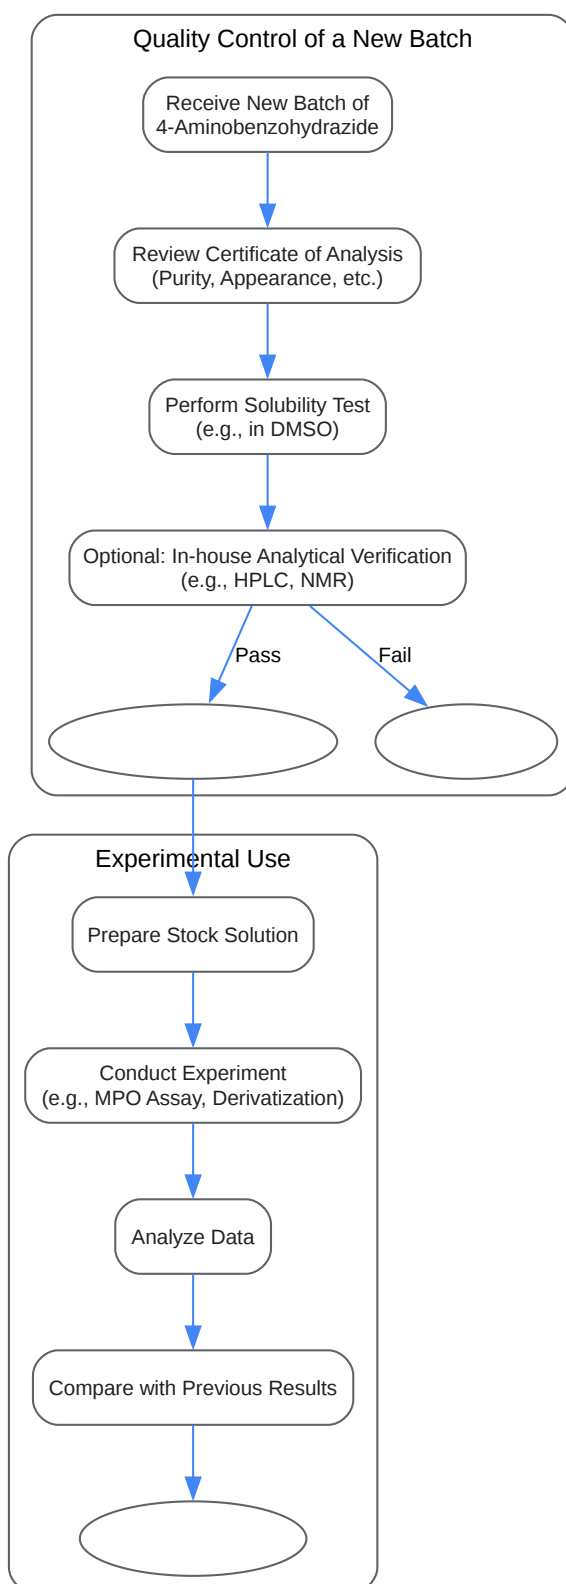 Quality Control of a New Batch
Receive New Batch of
4-Aminobenzohydrazide
Review Certificate of Analysis
(Purity, Appearance, etc.)
Perform Solubility Test
(e.g., in DMSO)
Optional: In-house Analytical Verification
(e.g., HPLC, NMR)
Pass
Fail
Experimental Use
Prepare Stock Solution
Conduct Experiment
(e.g., MPO Assay, Derivatization)
Analyze Data
Compare with Previous Results